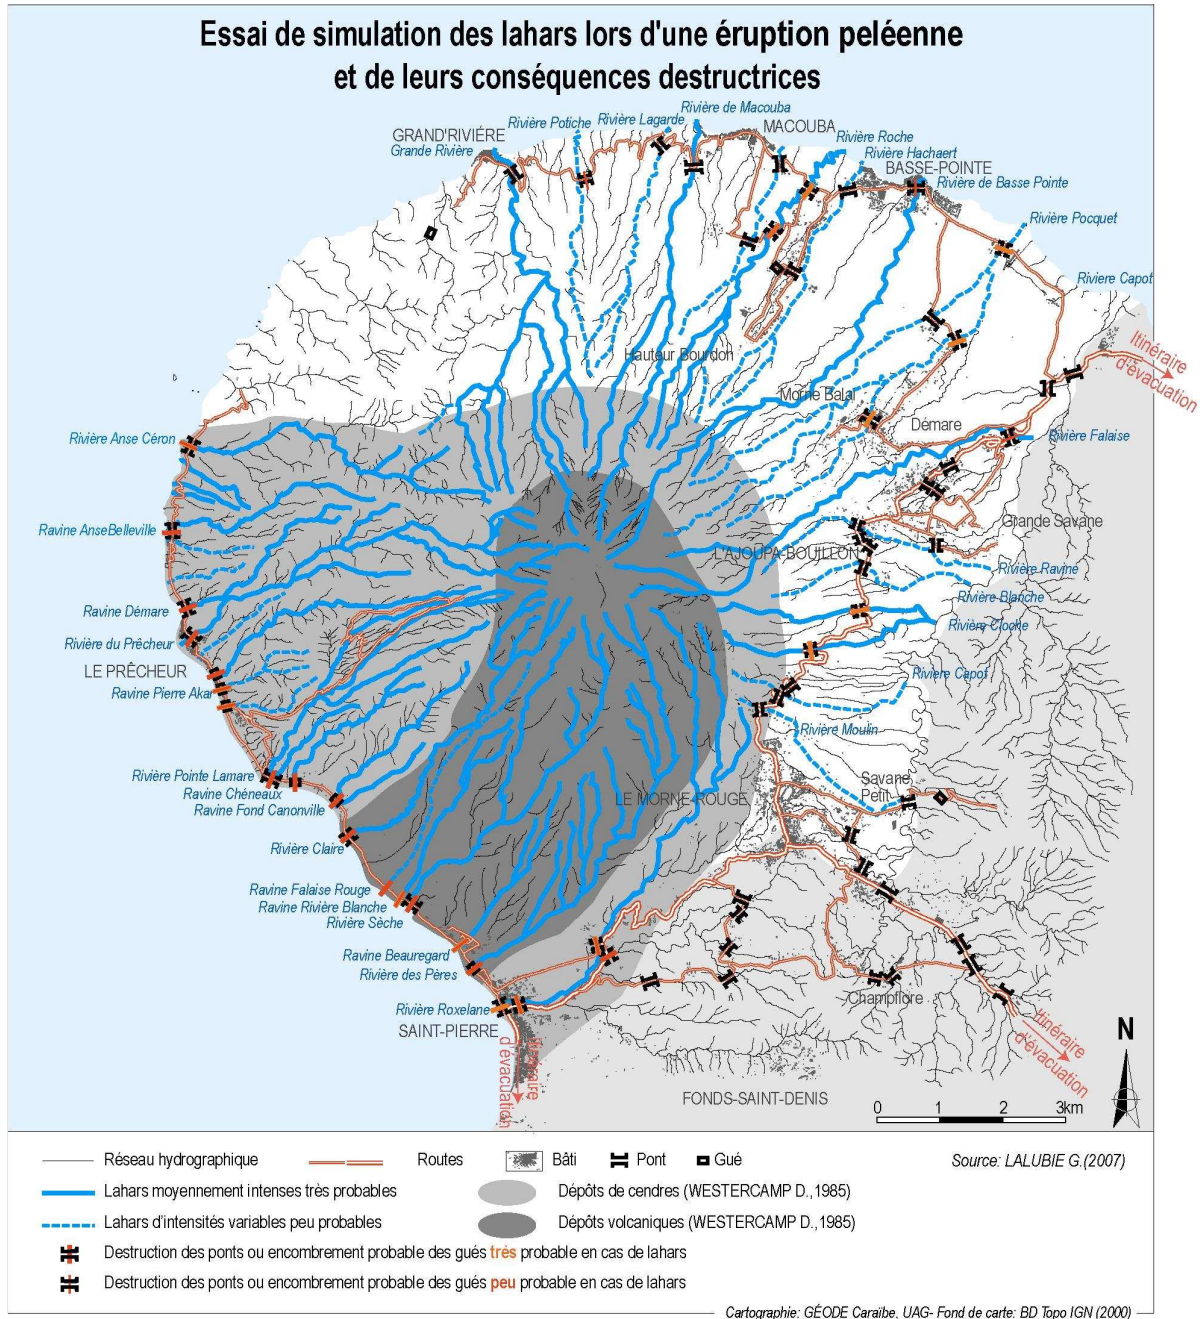 Essai de simulation des lahars lors d'une éruption peléenne
et de leurs conséquences destructrices
Rivière de Macouba
Rivière Potiche
Rivière Lagarde
MACOUBA
GRAND'RIVIÉRE
Grande Rivière
Rivière Roche
Rivière Hachaert
BASSE-POINTE
Rivière de Basse Pointe
Rivière Pocquet
Riviere Capot
Itinéraire
d'évacuation
Hauteur Bourdon
Morne Balai
Démare
Rivière Anse Céron
Rivière Falaise
Ravine AnseBelleville
Grande Savane
L'AJOUPA-BOUILLON
Rivière Ravine
Rivière Blanche
Ravine Démare
Rivière Cloche
Rivière du Prêcheur
LE PRÊCHEUR
Ravine Pierre Akar
Riviere Capot
Rivière Moulin
Rivière Pointe Lamare
Ravine Chéneaux
Ravine Fond Canonville
Savane
Petit
LE MORNE-ROUGE
Rivière Claire
Ravine Falaise Rouge
Ravine Rivière Blanche
Rivière Sèche
Ravine Beauregard
Rivière des Pères
Champflore
Rivière Roxelane
SAINT-PIERRE
Itinéraire
d'évacuation
Itinéraire
d'évacuation
N
FONDS-SAINT-DENIS
0 1 2 3km
Réseau hydrographique
Routes
Bâti
Pont
Gué
Source: LALUBIE G.(2007)
Lahars moyennement intenses très probables
Dépôts de cendres (WESTERCAMP D.,1985)
Lahars d'intensités variables peu probables
Dépôts volcaniques (WESTERCAMP D.,1985)
Destruction des ponts ou encombrement probable des gués très probable en cas de lahars
Destruction des ponts ou encombrement probable des gués peu probable en cas de lahars
Cartographie: GÉODE Caraïbe, UAG- Fond de carte: BD Topo IGN (2000)